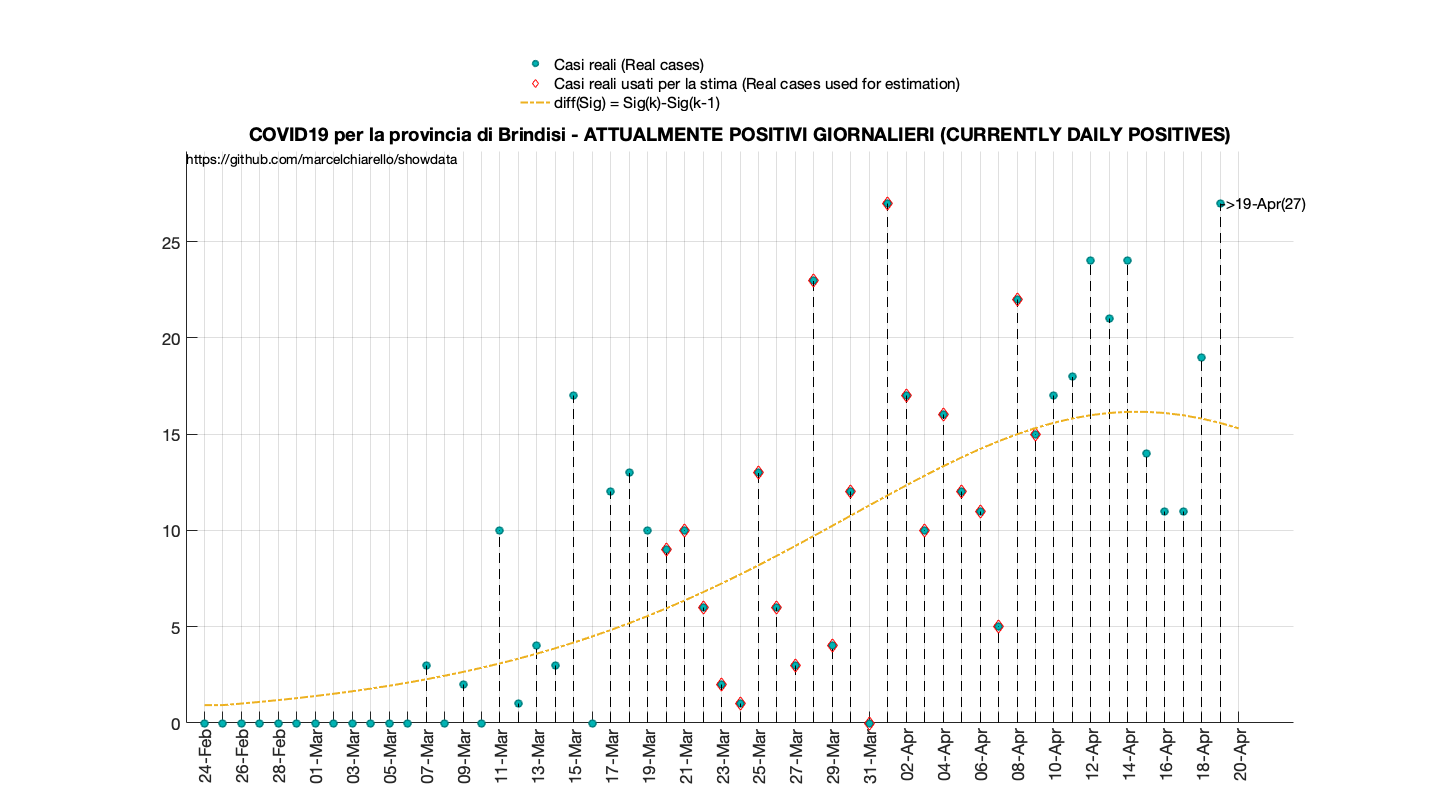 Casi reali (Real cases)
Casi reali usati per la stima (Real cases used for estimation)
diff(Sig) = Sig(k)-Sig(k-1)
COVID19 per la provincia di Brindisi - ATTUALMENTE POSITIVI GIORNALIERI (CURRENTLY DAILY POSITIVES)
https://github.com/marcelchiarello/showdata
->19-Apr(27)
25
20
15
10
5
0
24-Feb
26-Feb
28-Feb
01-Mar
03-Mar
05-Mar
07-Mar
09-Mar
11-Mar
13-Mar
15-Mar
17-Mar
19-Mar
21-Mar
23-Mar
25-Mar
27-Mar
29-Mar
31-Mar
02-Apr
04-Apr
06-Apr
08-Apr
10-Apr
12-Apr
14-Apr
16-Apr
18-Apr
20-Apr